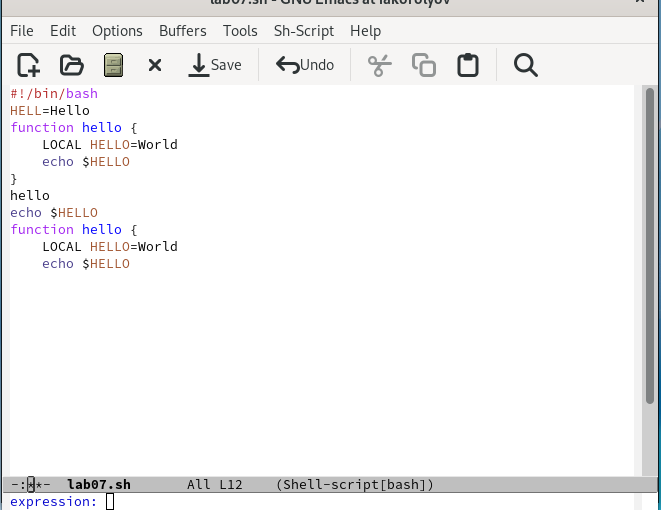 lab07.sh - GNU Emacs at iakorolyov
File Edit Options Buffers Tools Sh-Script Help
Save Undo
#!/bin/bash
HELL=Hello
function hello {
    LOCAL HELLO=World
    echo $HELLO
}
hello
echo $HELLO
function hello {
    LOCAL HELLO=World
    echo $HELLO
-:**- lab07.sh All L12 (Shell-script[bash])
expression: